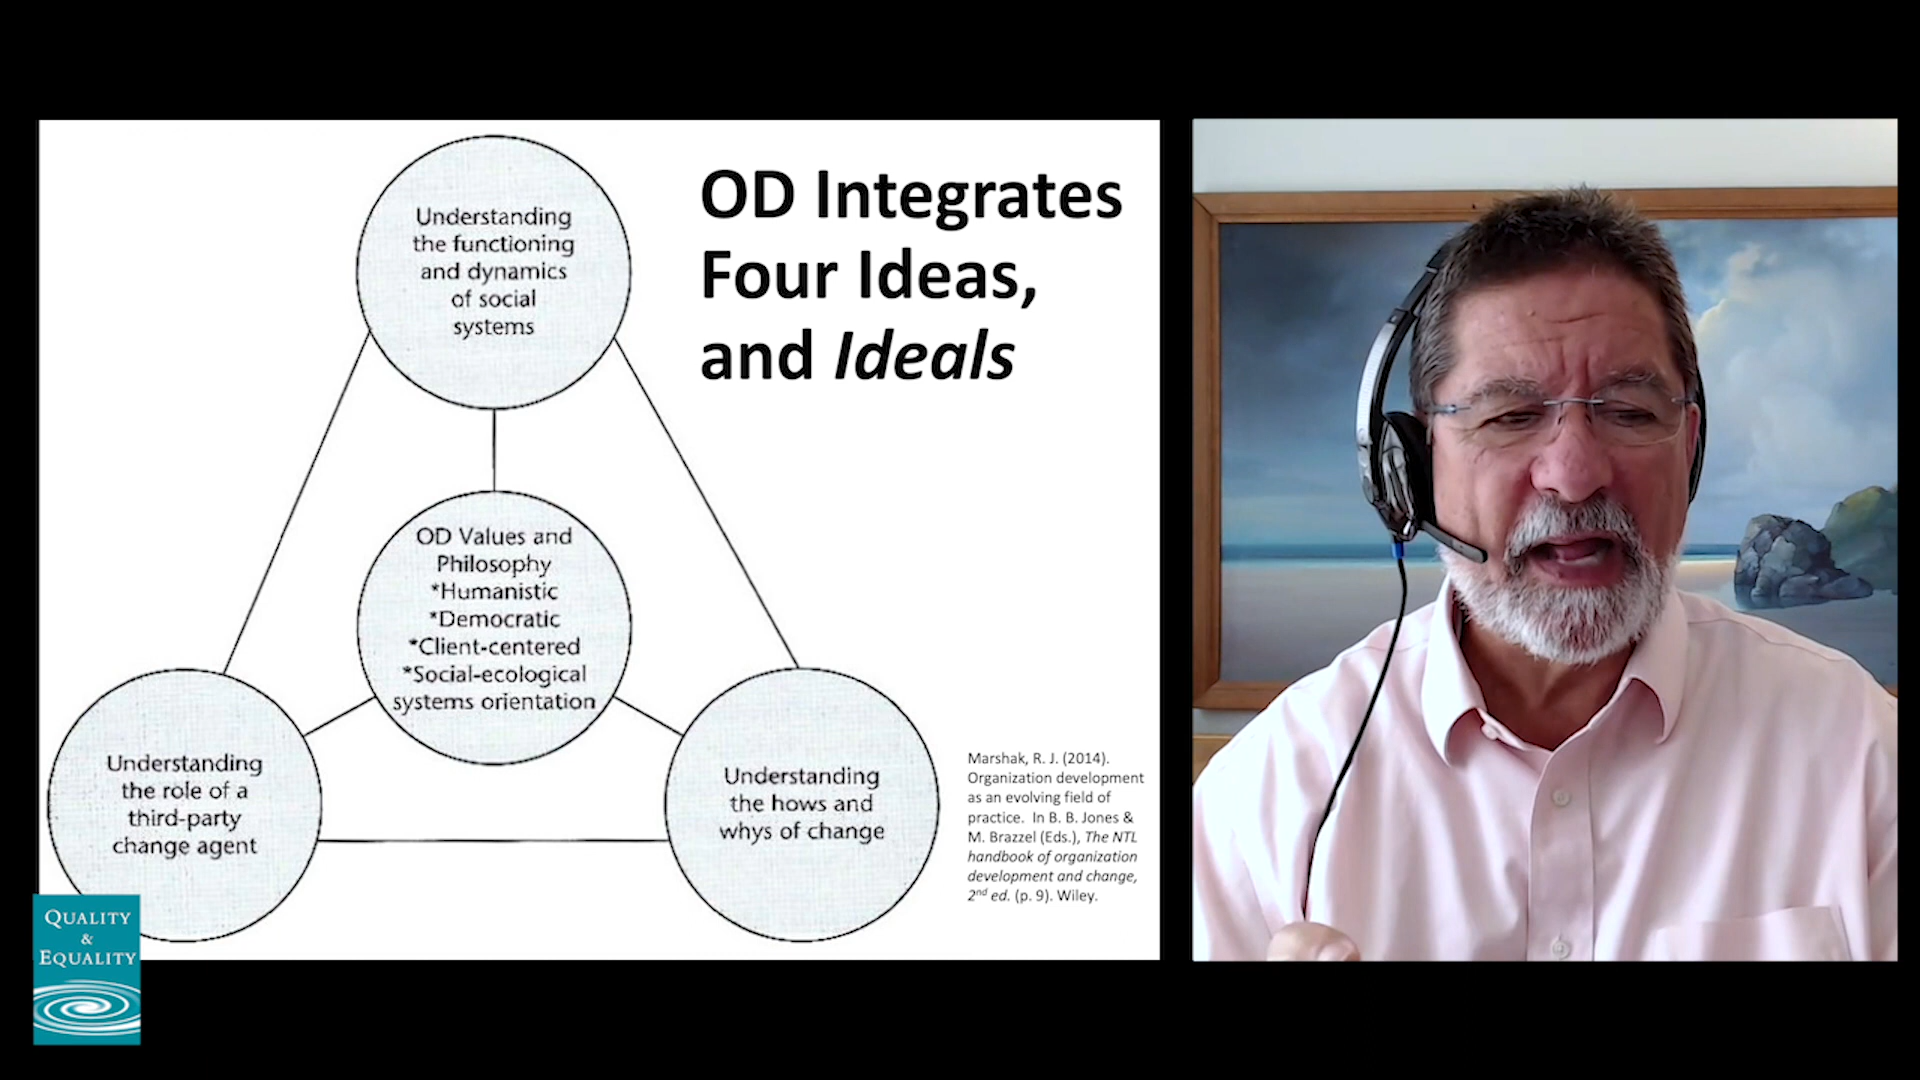 OD Integrates
Four Ideas,
and Ideals
Understanding
the functioning
and dynamics
of social
systems
OD Values and
Philosophy
*Humanistic
*Democratic
*Client-centered
*Social-ecological
systems orientation
Understanding
the role of a
third-party
change agent
Understanding
the hows and
whys of change
Marshak, R. J. (2014).
Organization development
as an evolving field of
practice. In B. B. Jones &
M. Brazzel (Eds.), The NTL
handbook of organization
development and change,
2nd ed. (p. 9). Wiley.
QUALITY
&
EQUALITY